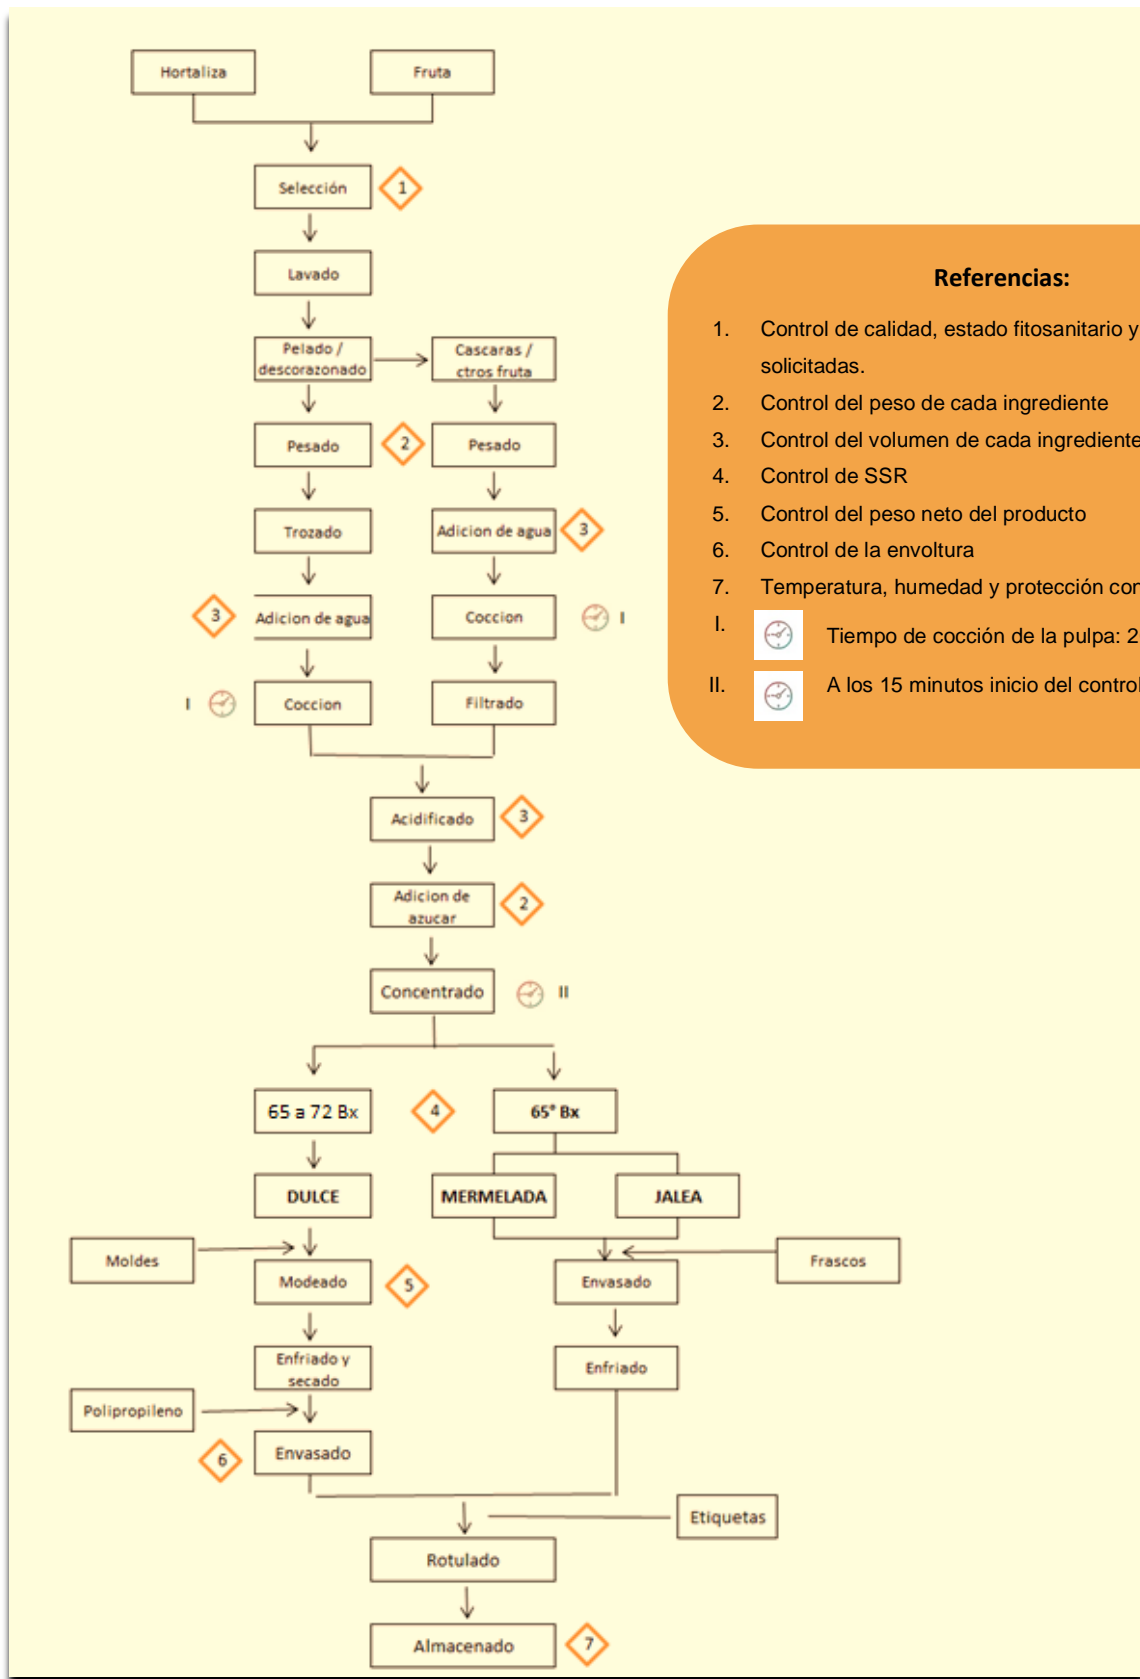 Hortaliza
Fruta
Selección
1
Lavado
Pelado /
descorazonado
Cascaras /
ctros fruta
Pesado
2
Pesado
Trozado
Adicion de agua
3
3
Adicion de agua
Coccion
I
I
Coccion
Filtrado
Acidificado
3
Adicion de
azucar
2
Concentrado
II
65 a 72 Bx
4
65° Bx
DULCE
MERMELADA
JALEA
Moldes
Modeado
5
Envasado
Frascos
Enfriado y
secado
Enfriado
Polipropileno
6
Envasado
Etiquetas
Rotulado
Almacenado
7
Referencias:
1. Control de calidad, estado fitosanitario y
solicitadas.
2. Control del peso de cada ingrediente
3. Control del volumen de cada ingrediente
4. Control de SSR
5. Control del peso neto del producto
6. Control de la envoltura
7. Temperatura, humedad y protección con
I. Tiempo de cocción de la pulpa: 2
II. A los 15 minutos inicio del control